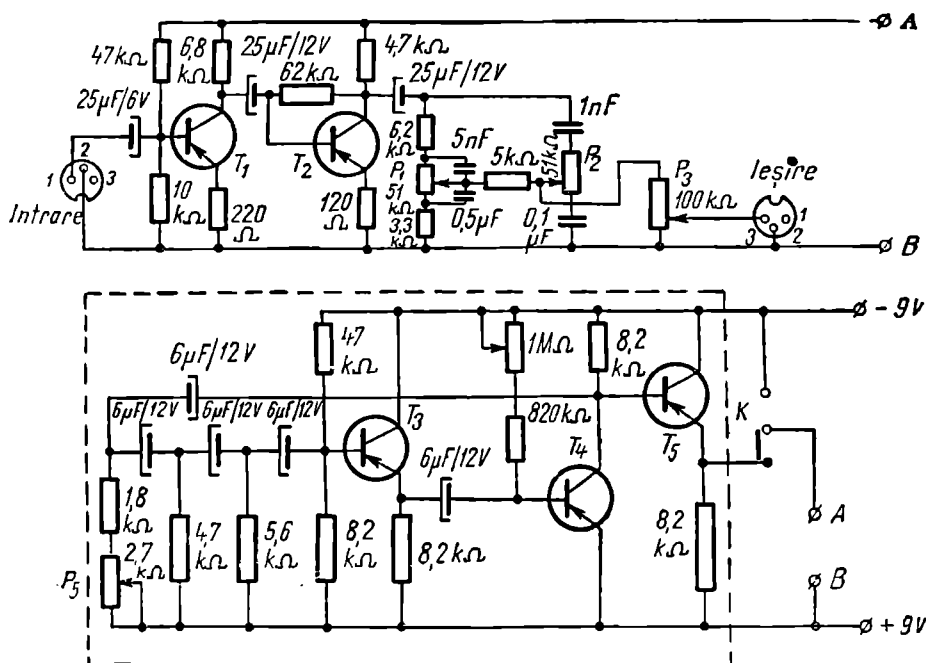 A
47kΩ
6,8 kΩ
25µF/12V
62kΩ
4,7kΩ
25µF/12V
25µF/6V
1nF
6,2 kΩ
5nF
5kΩ
51kΩ
P2
T1
T2
P1
51 kΩ
P3
100kΩ
Ieșire
1
2
3
Intrare
10 kΩ
220 Ω
120 Ω
3,3 kΩ
0,5µF
0,1 µF
3
1
2
B
- 9V
47 kΩ
1MΩ
8,2 kΩ
6µF/12V
6µF/12V
6µF/12V
6µF/12V
T3
820kΩ
T5
K
6µF/12V
T4
1,8 kΩ
4,7 kΩ
5,6 kΩ
8,2 kΩ
8,2kΩ
8,2 kΩ
A
P5
2,7 kΩ
B
+ 9V